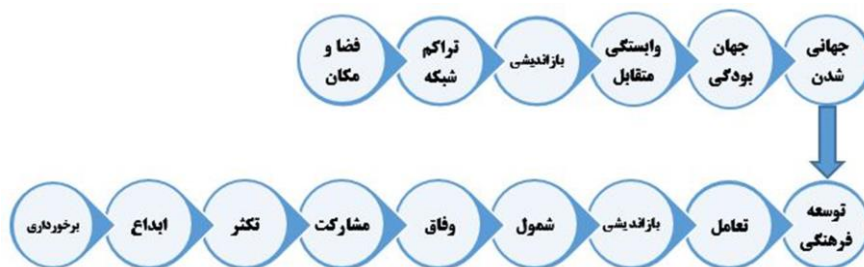 جهانی
شدن
جهان
بودگی
وابستگی
متقابل
بازاندیشی
تراکم
شبکه
فضا و
مکان
توسعه
فرهنگی
تعامل
بازاندیشی
شمول
وفاق
مشارکت
تکثر
ابداع
برخورداری